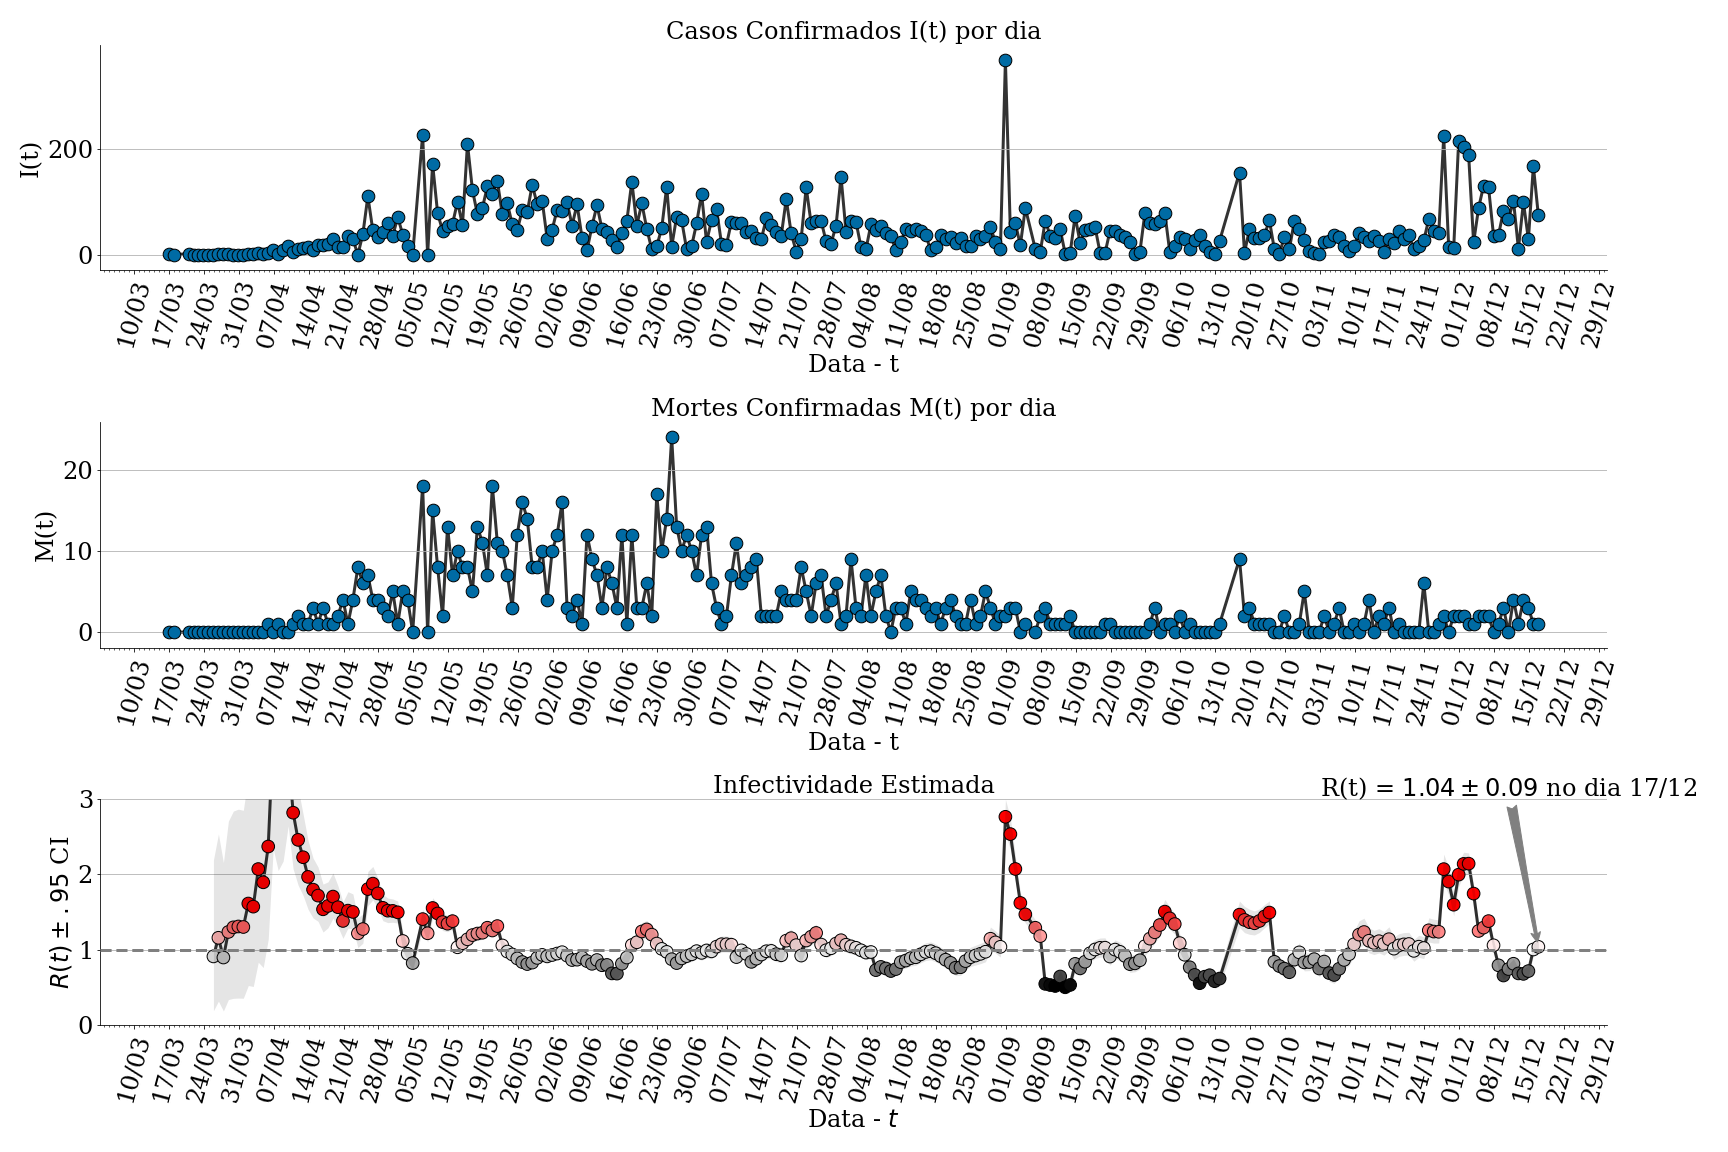 Casos Confirmados I(t) por dia
I(t)
200
0
10/03 17/03 24/03 31/03 07/04 14/04 21/04 28/04 05/05 12/05 19/05 26/05 02/06 09/06 16/06 23/06 30/06 07/07 14/07 21/07 28/07 04/08 11/08 18/08 25/08 01/09 08/09 15/09 22/09 29/09 06/10 13/10 20/10 27/10 03/11 10/11 17/11 24/11 01/12 08/12 15/12 22/12 29/12
Data - t
Mortes Confirmadas M(t) por dia
M(t)
20
10
0
10/03 17/03 24/03 31/03 07/04 14/04 21/04 28/04 05/05 12/05 19/05 26/05 02/06 09/06 16/06 23/06 30/06 07/07 14/07 21/07 28/07 04/08 11/08 18/08 25/08 01/09 08/09 15/09 22/09 29/09 06/10 13/10 20/10 27/10 03/11 10/11 17/11 24/11 01/12 08/12 15/12 22/12 29/12
Data - t
Infectividade Estimada
R(t) = 1.04 ± 0.09 no dia 17/12
R(t) ± .95 CI
3
2
1
0
10/03 17/03 24/03 31/03 07/04 14/04 21/04 28/04 05/05 12/05 19/05 26/05 02/06 09/06 16/06 23/06 30/06 07/07 14/07 21/07 28/07 04/08 11/08 18/08 25/08 01/09 08/09 15/09 22/09 29/09 06/10 13/10 20/10 27/10 03/11 10/11 17/11 24/11 01/12 08/12 15/12 22/12 29/12
Data - t